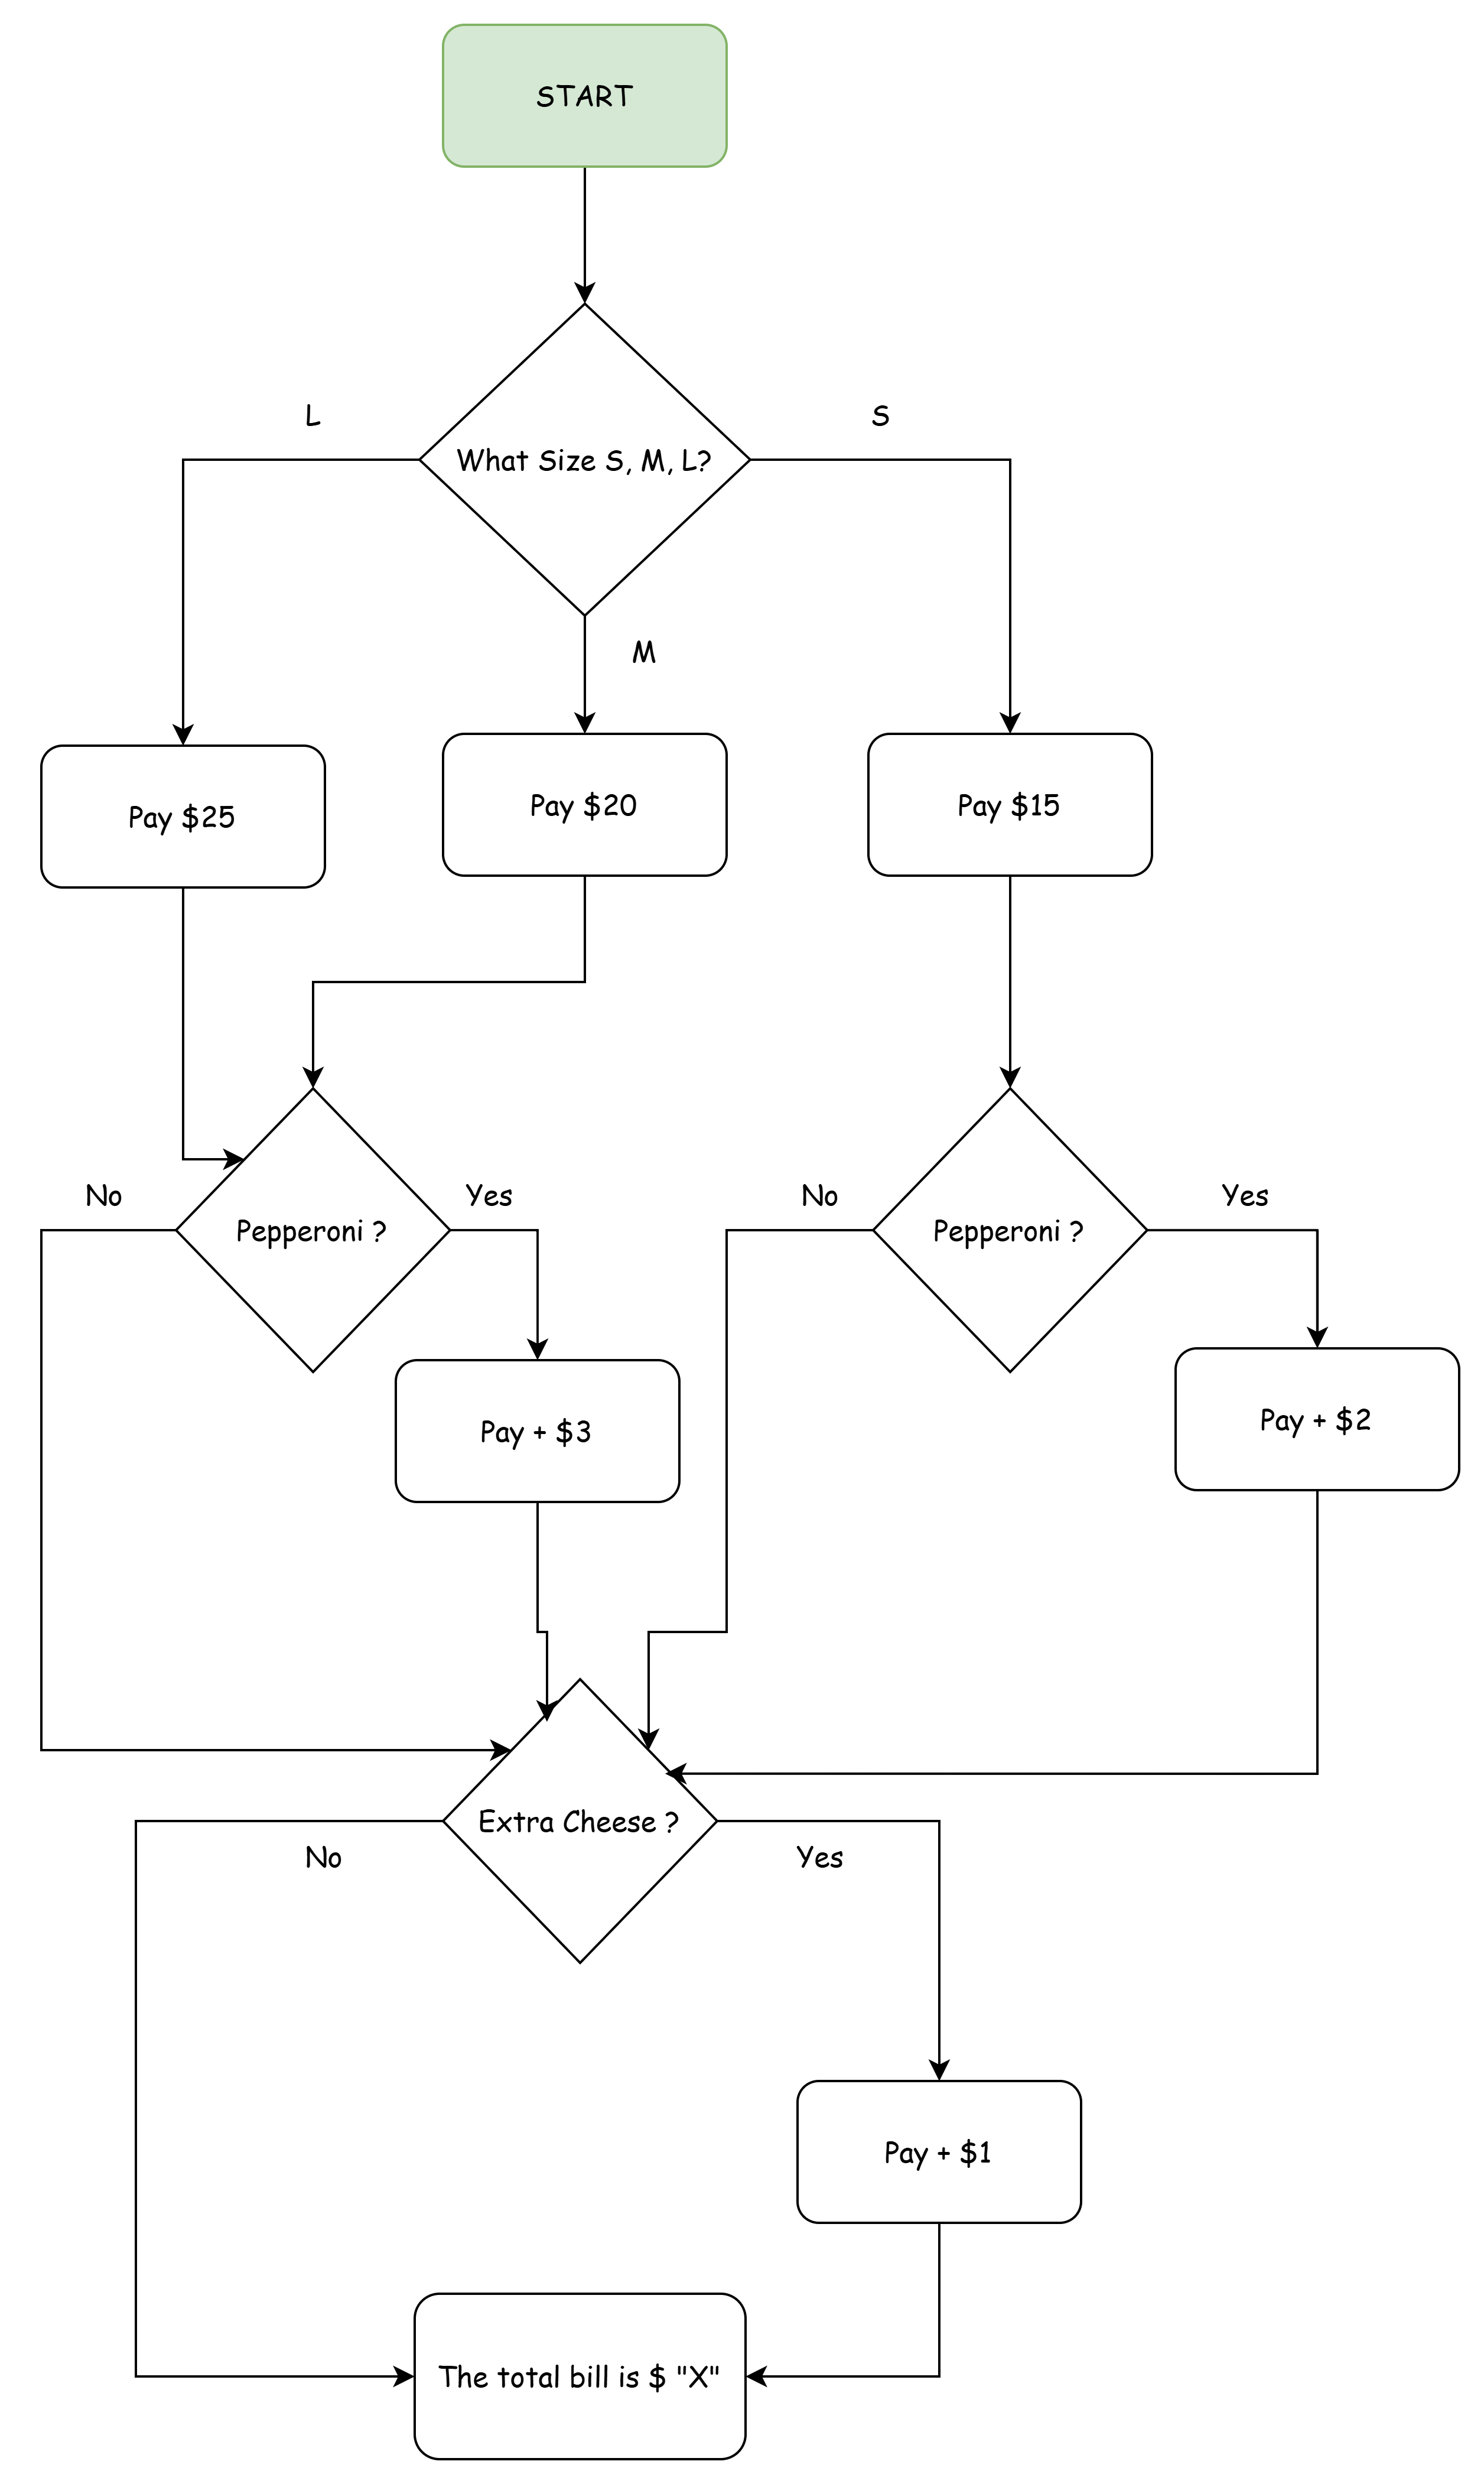 START
L
S
What Size S, M, L?
M
Pay $25
Pay $20
Pay $15
No
Yes
No
Yes
Pepperoni ?
Pepperoni ?
Pay + $3
Pay + $2
Extra Cheese ?
No
Yes
Pay + $1
The total bill is $ "X"